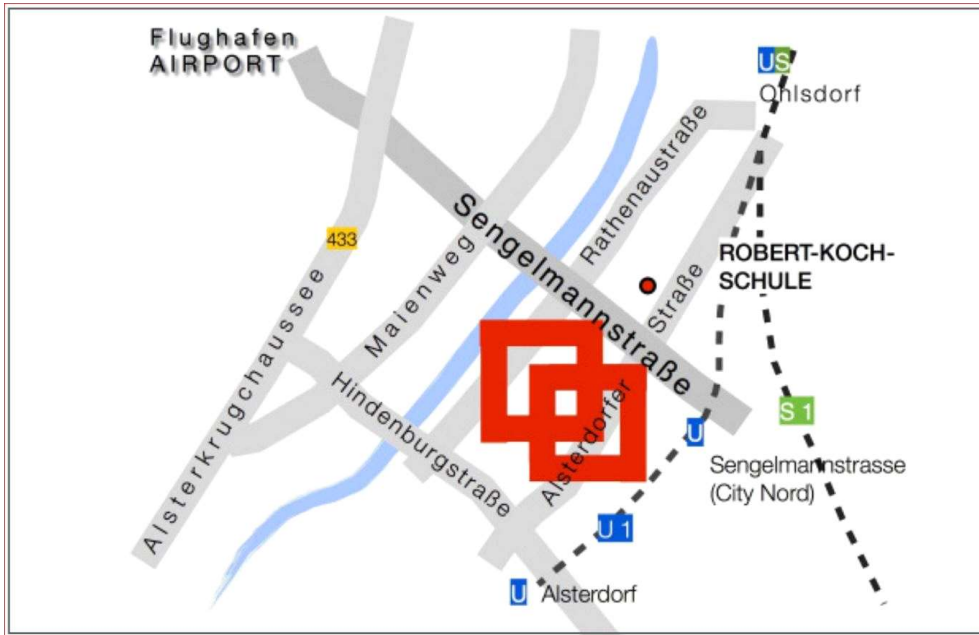 Flughafen
AIRPORT
US
Ohlsdorf
Rathenaustraße
Sengelmannstraße
433
ROBERT-KOCH-
SCHULE
Maienweg
Straße
Alsterkrugchaussee
Hindenburgstraße
Alsterdorfer
S 1
U
Sengelmannstrasse
(City Nord)
U 1
U
Alsterdorf